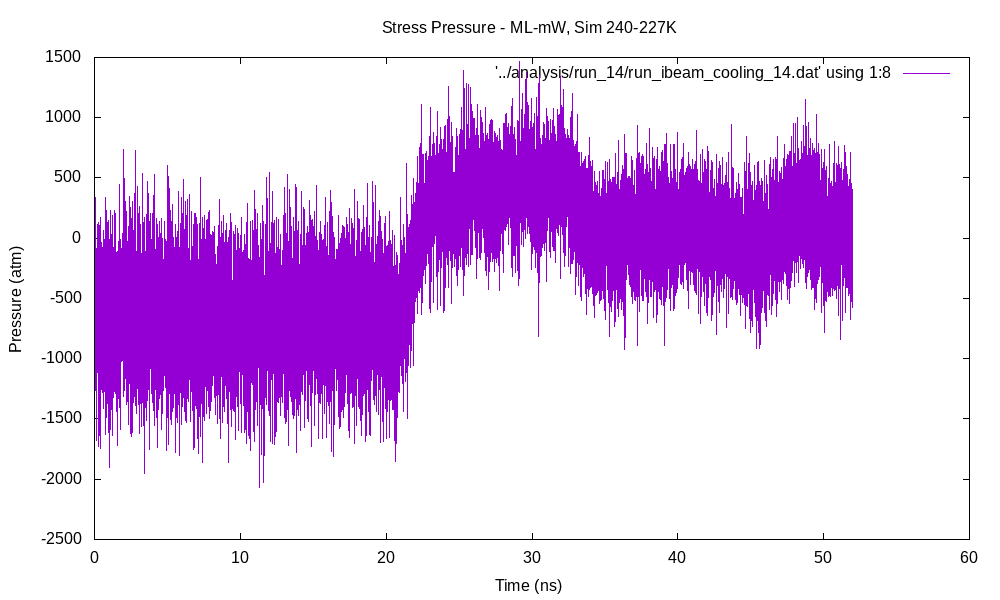 Stress Pressure - ML-mW, Sim 240-227K
'../analysis/run_14/run_ibeam_cooling_14.dat' using 1:8
1500
1000
500
0
-500
-1000
-1500
-2000
-2500
Pressure (atm)
0 10 20 30 40 50 60
Time (ns)